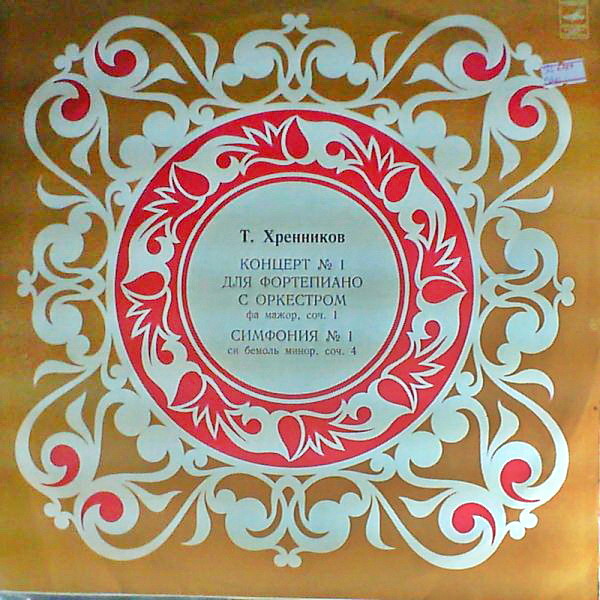 Т. Хренников
КОНЦЕРТ № 1
ДЛЯ ФОРТЕПИАНО
С ОРКЕСТРОМ
фа мажор, соч. 1
СИМФОНИЯ № 1
си бемоль минор, соч. 4